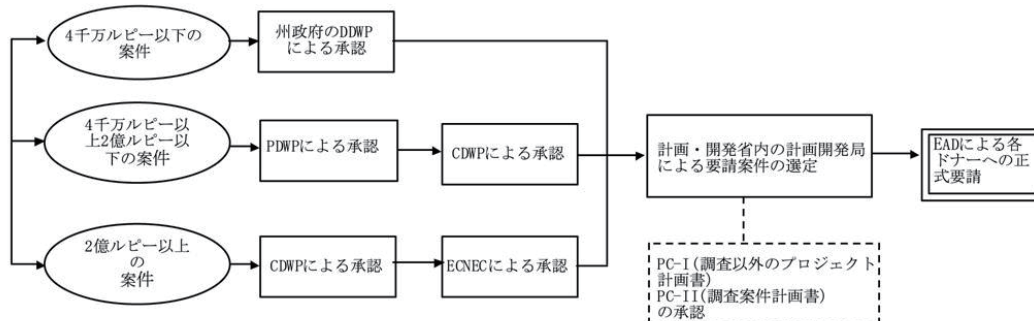 4千万ルピー以下の
案件
州政府のDDWP
による承認
4千万ルピー以
上2億ルピー以
下の案件
PDWPによる承認
CDWPによる承認
2億ルピー以上
の
案件
CDWPによる承認
ECNECによる承認
計画・開発省内の計画開発局
による要請案件の選定
EADによる各
ドナーへの正
式要請
PC-I(調査以外のプロジェクト
計画書)
PC-II(調査案件計画書)
の承認